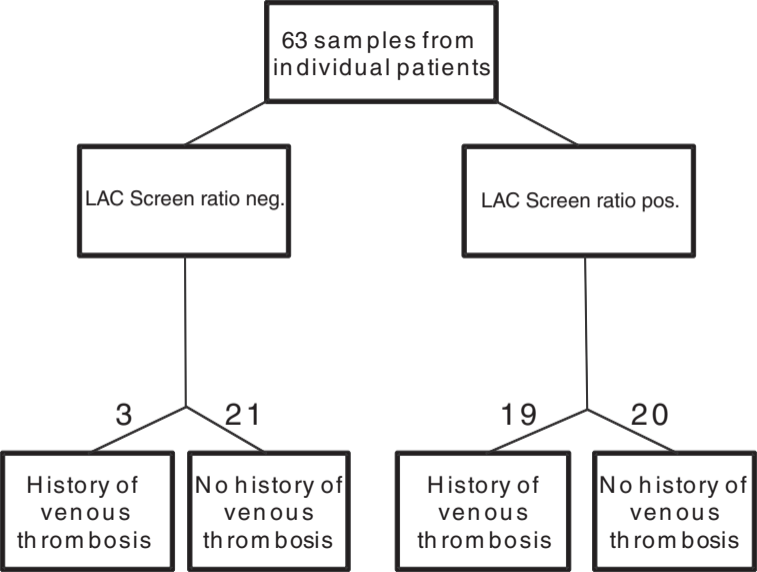 63 samples from
individual patients
LAC Screen ratio neg.
LAC Screen ratio pos.
3
21
19
20
History of
venous
thrombosis
No history of
venous
thrombosis
History of
venous
thrombosis
No history of
venous
thrombosis